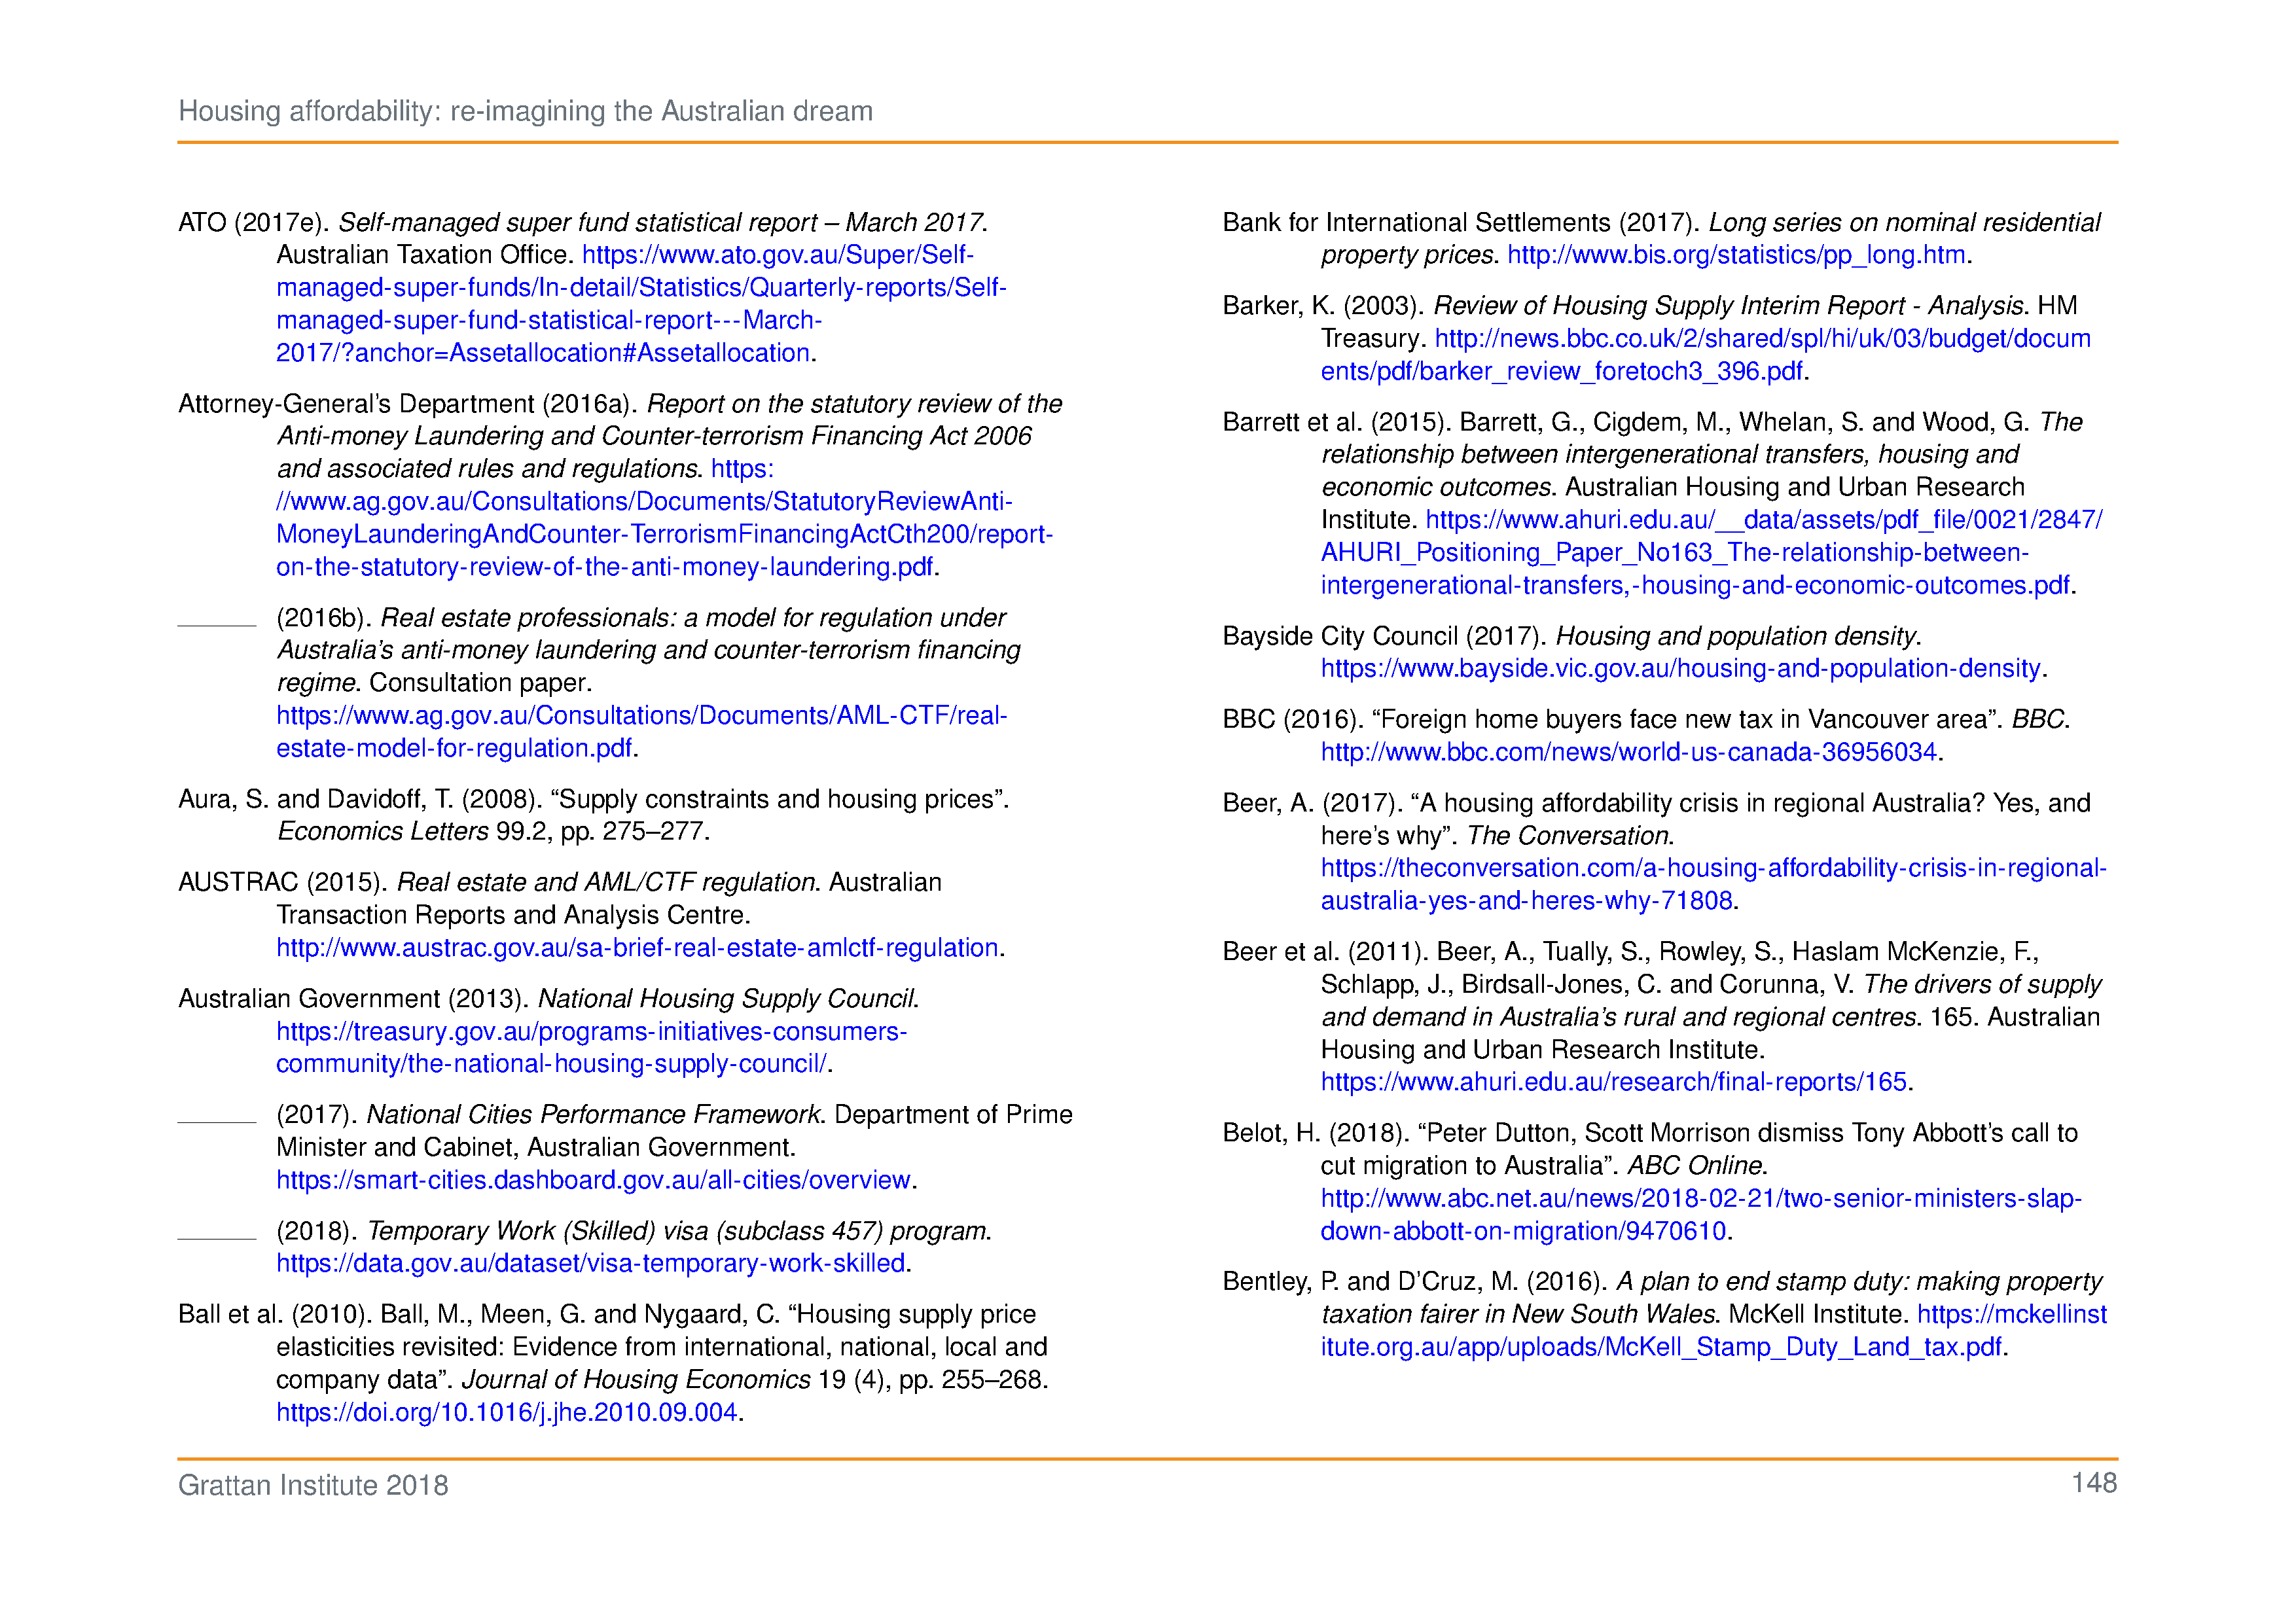 Housing affordability: re-imagining the Australian dream
ATO (2017e). Self-managed super fund statistical report – March 2017.
Australian Taxation Office. https://www.ato.gov.au/Super/Self-
managed-super-funds/In-detail/Statistics/Quarterly-reports/Self-
managed-super-fund-statistical-report---March-
2017/?anchor=Assetallocation#Assetallocation.
Attorney-General’s Department (2016a). Report on the statutory review of the
Anti-money Laundering and Counter-terrorism Financing Act 2006
and associated rules and regulations. https:
//www.ag.gov.au/Consultations/Documents/StatutoryReviewAnti-
MoneyLaunderingAndCounter-TerrorismFinancingActCth200/report-
on-the-statutory-review-of-the-anti-money-laundering.pdf.
(2016b). Real estate professionals: a model for regulation under
Australia’s anti-money laundering and counter-terrorism financing
regime. Consultation paper.
https://www.ag.gov.au/Consultations/Documents/AML-CTF/real-
estate-model-for-regulation.pdf.
Aura, S. and Davidoff, T. (2008). “Supply constraints and housing prices”.
Economics Letters 99.2, pp. 275–277.
AUSTRAC (2015). Real estate and AML/CTF regulation. Australian
Transaction Reports and Analysis Centre.
http://www.austrac.gov.au/sa-brief-real-estate-amlctf-regulation.
Australian Government (2013). National Housing Supply Council.
https://treasury.gov.au/programs-initiatives-consumers-
community/the-national-housing-supply-council/.
(2017). National Cities Performance Framework. Department of Prime
Minister and Cabinet, Australian Government.
https://smart-cities.dashboard.gov.au/all-cities/overview.
(2018). Temporary Work (Skilled) visa (subclass 457) program.
https://data.gov.au/dataset/visa-temporary-work-skilled.
Ball et al. (2010). Ball, M., Meen, G. and Nygaard, C. “Housing supply price
elasticities revisited: Evidence from international, national, local and
company data”. Journal of Housing Economics 19 (4), pp. 255–268.
https://doi.org/10.1016/j.jhe.2010.09.004.
Bank for International Settlements (2017). Long series on nominal residential
property prices. http://www.bis.org/statistics/pp_long.htm.
Barker, K. (2003). Review of Housing Supply Interim Report - Analysis. HM
Treasury. http://news.bbc.co.uk/2/shared/spl/hi/uk/03/budget/docum
ents/pdf/barker_review_foretoch3_396.pdf.
Barrett et al. (2015). Barrett, G., Cigdem, M., Whelan, S. and Wood, G. The
relationship between intergenerational transfers, housing and
economic outcomes. Australian Housing and Urban Research
Institute. https://www.ahuri.edu.au/__data/assets/pdf_file/0021/2847/
AHURI_Positioning_Paper_No163_The-relationship-between-
intergenerational-transfers,-housing-and-economic-outcomes.pdf.
Bayside City Council (2017). Housing and population density.
https://www.bayside.vic.gov.au/housing-and-population-density.
BBC (2016). “Foreign home buyers face new tax in Vancouver area”. BBC.
http://www.bbc.com/news/world-us-canada-36956034.
Beer, A. (2017). “A housing affordability crisis in regional Australia? Yes, and
here’s why”. The Conversation.
https://theconversation.com/a-housing-affordability-crisis-in-regional-
australia-yes-and-heres-why-71808.
Beer et al. (2011). Beer, A., Tually, S., Rowley, S., Haslam McKenzie, F.,
Schlapp, J., Birdsall-Jones, C. and Corunna, V. The drivers of supply
and demand in Australia’s rural and regional centres. 165. Australian
Housing and Urban Research Institute.
https://www.ahuri.edu.au/research/final-reports/165.
Belot, H. (2018). “Peter Dutton, Scott Morrison dismiss Tony Abbott’s call to
cut migration to Australia”. ABC Online.
http://www.abc.net.au/news/2018-02-21/two-senior-ministers-slap-
down-abbott-on-migration/9470610.
Bentley, P. and D’Cruz, M. (2016). A plan to end stamp duty: making property
taxation fairer in New South Wales. McKell Institute. https://mckellinst
itute.org.au/app/uploads/McKell_Stamp_Duty_Land_tax.pdf.
Grattan Institute 2018
148